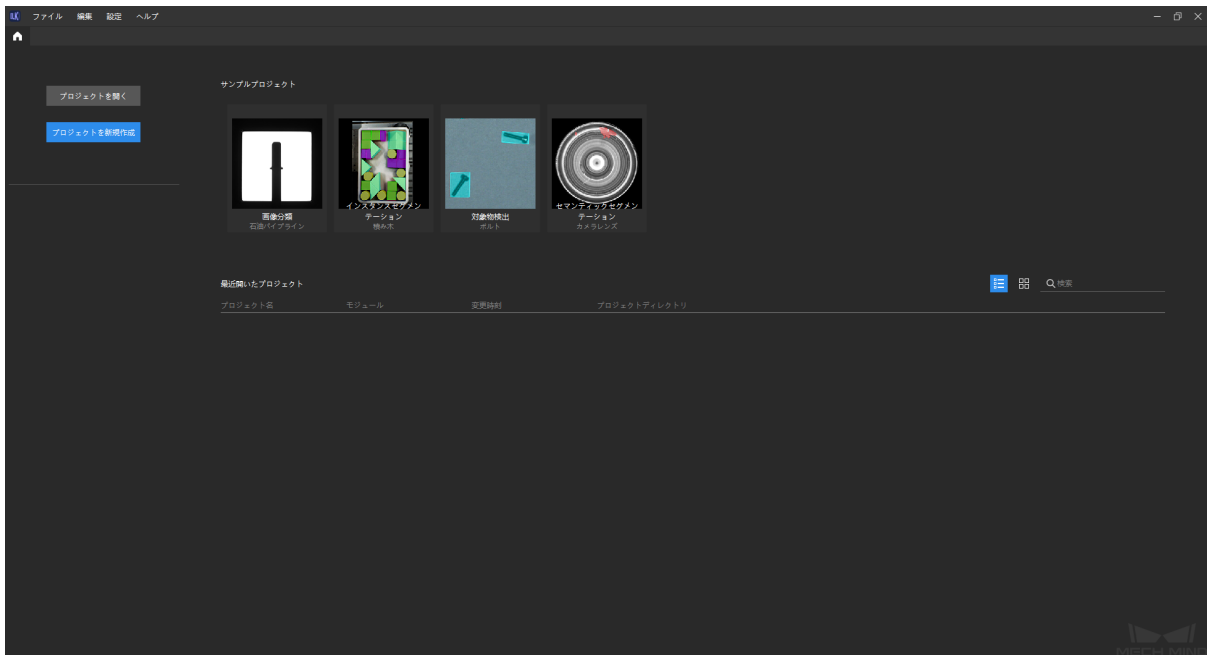 ファイル 編集 設定 ヘルプ
プロジェクトを開く
プロジェクトを新規作成
サンプルプロジェクト
画像分類
石油パイプライン
インスタンスセグメン
テーション
積み木
対象物検出
ボルト
セマンティックセグメン
テーション
カメラレンズ
最近開いたプロジェクト
検索
プロジェクト名 モジュール 変更時刻 プロジェクトディレクトリ
MECH MIND